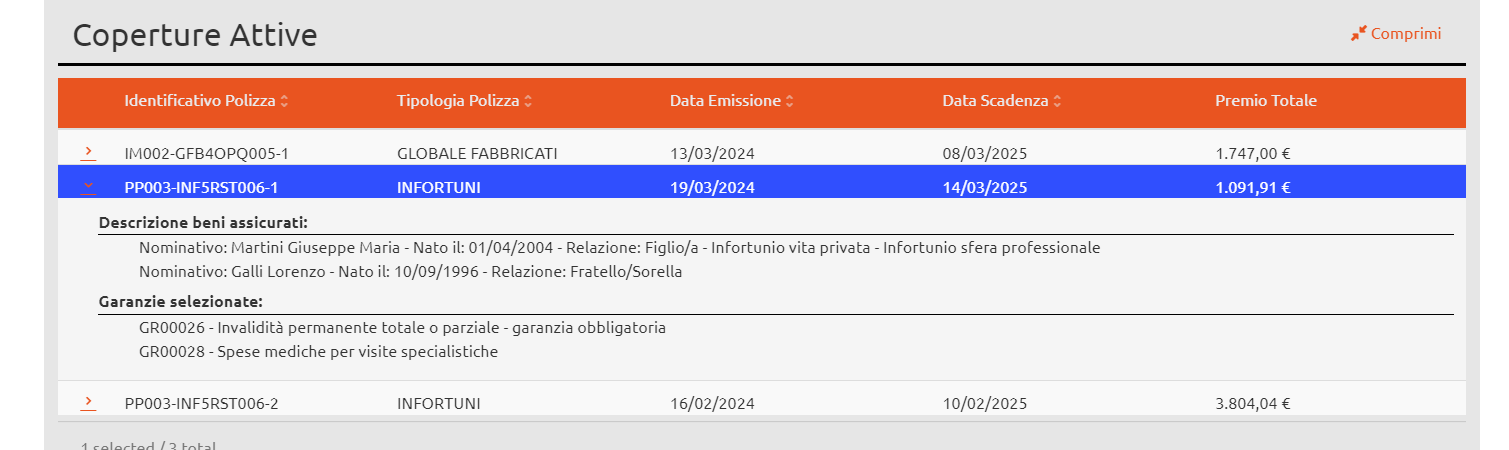 Coperture Attive
Comprimi
Identificativo Polizza Tipologia Polizza Data Emissione Data Scadenza Premio Totale
IM002-GFB4OPQ005-1 GLOBALE FABBRICATI 13/03/2024 08/03/2025 1.747,00 €
PP003-INF5RST006-1 INFORTUNI 19/03/2024 14/03/2025 1.091,91 €
Descrizione beni assicurati:
Nominativo: Martini Giuseppe Maria - Nato il: 01/04/2004 - Relazione: Figlio/a - Infortunio vita privata - Infortunio sfera professionale
Nominativo: Galli Lorenzo - Nato il: 10/09/1996 - Relazione: Fratello/Sorella
Garanzie selezionate:
GR00026 - Invalidità permanente totale o parziale - garanzia obbligatoria
GR00028 - Spese mediche per visite specialistiche
PP003-INF5RST006-2 INFORTUNI 16/02/2024 10/02/2025 3.804,04 €
1 selected / 3 total